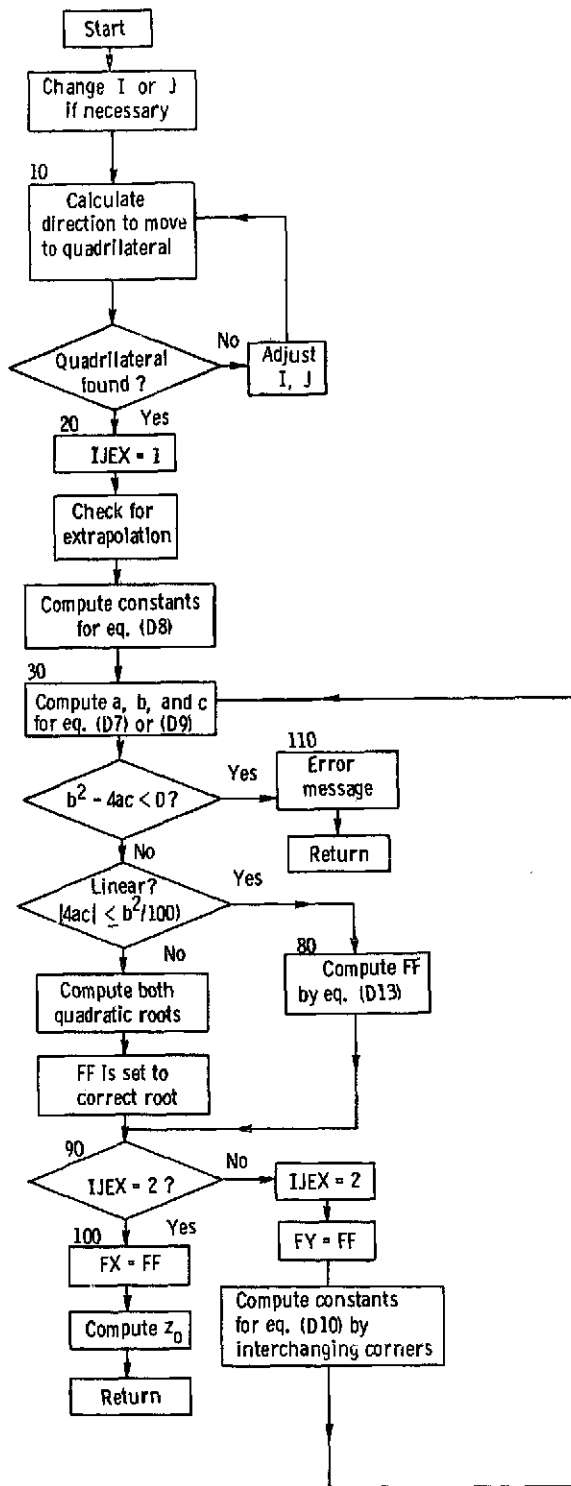 Start
Change I or J
if necessary
10
Calculate
direction to move
to quadrilateral
Quadrilateral
found ?
No
Adjust
I, J
Yes
20
IJEX = 1
Check for
extrapolation
Compute constants
for eq. (D8)
30
Compute a, b, and c
for eq. (D7) or (D9)
b² - 4ac < 0 ?
Yes
110
Error
message
Return
No
Linear?
|4ac| ≤ b²/100)
Yes
80
Compute FF
by eq. (D13)
No
Compute both
quadratic roots
FF is set to
correct root
90
IJEX = 2 ?
No
IJEX = 2
FY = FF
Compute constants
for eq. (D10) by
interchanging corners
Yes
100
FX = FF
Compute z₀
Return